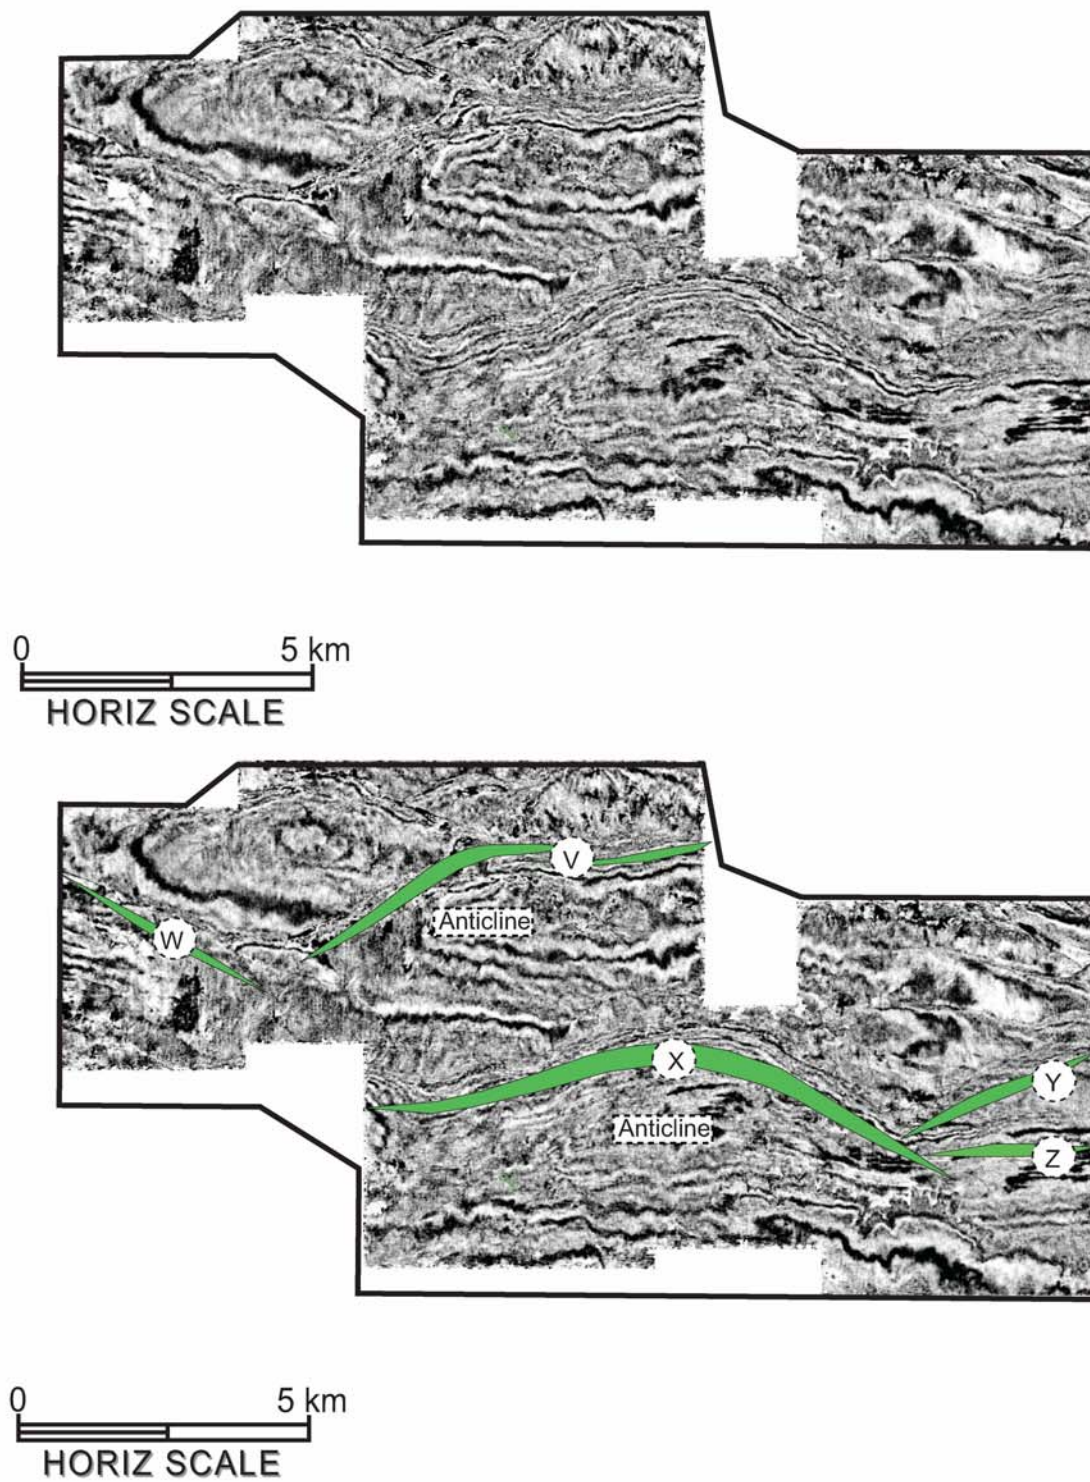 0 5 km
HORIZ SCALE
V
Anticline
W
X
Y
Anticline
Z
0 5 km
HORIZ SCALE